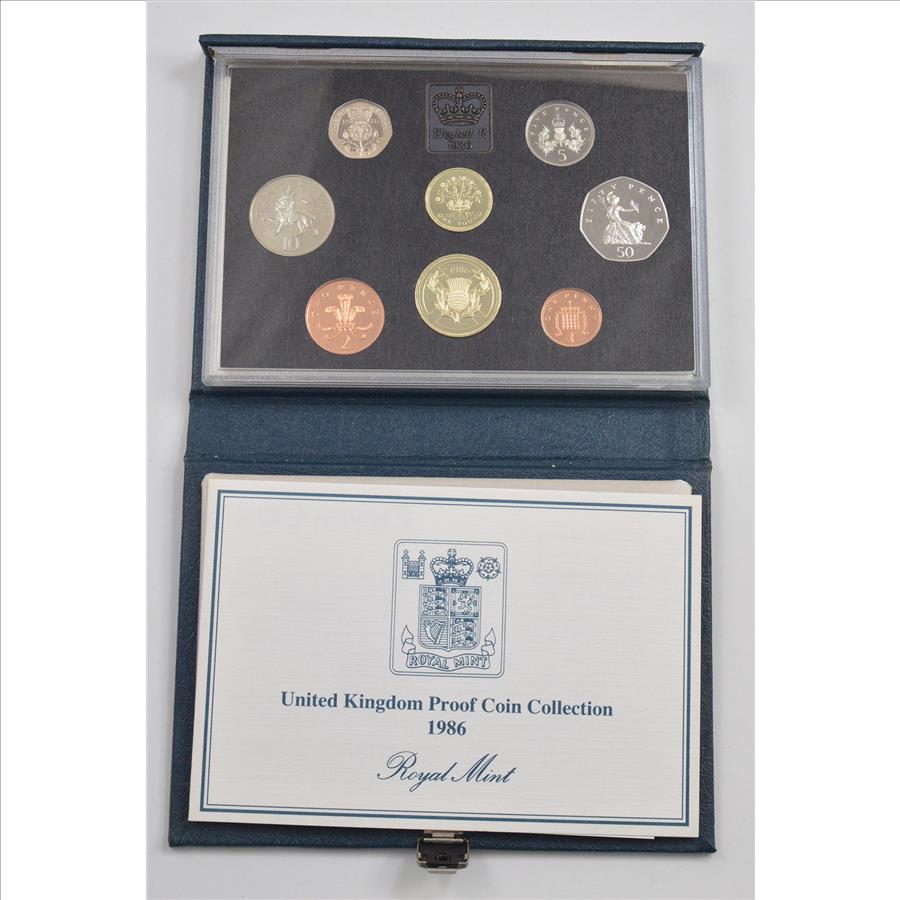 Elizabeth R
1986
FIVE PENCE
5
10
ONE POUND
FIFTY PENCE
50
TWO PENCE
2
1986
ONE PENNY
1
ROYAL MINT
United Kingdom Proof Coin Collection
1986
Royal Mint